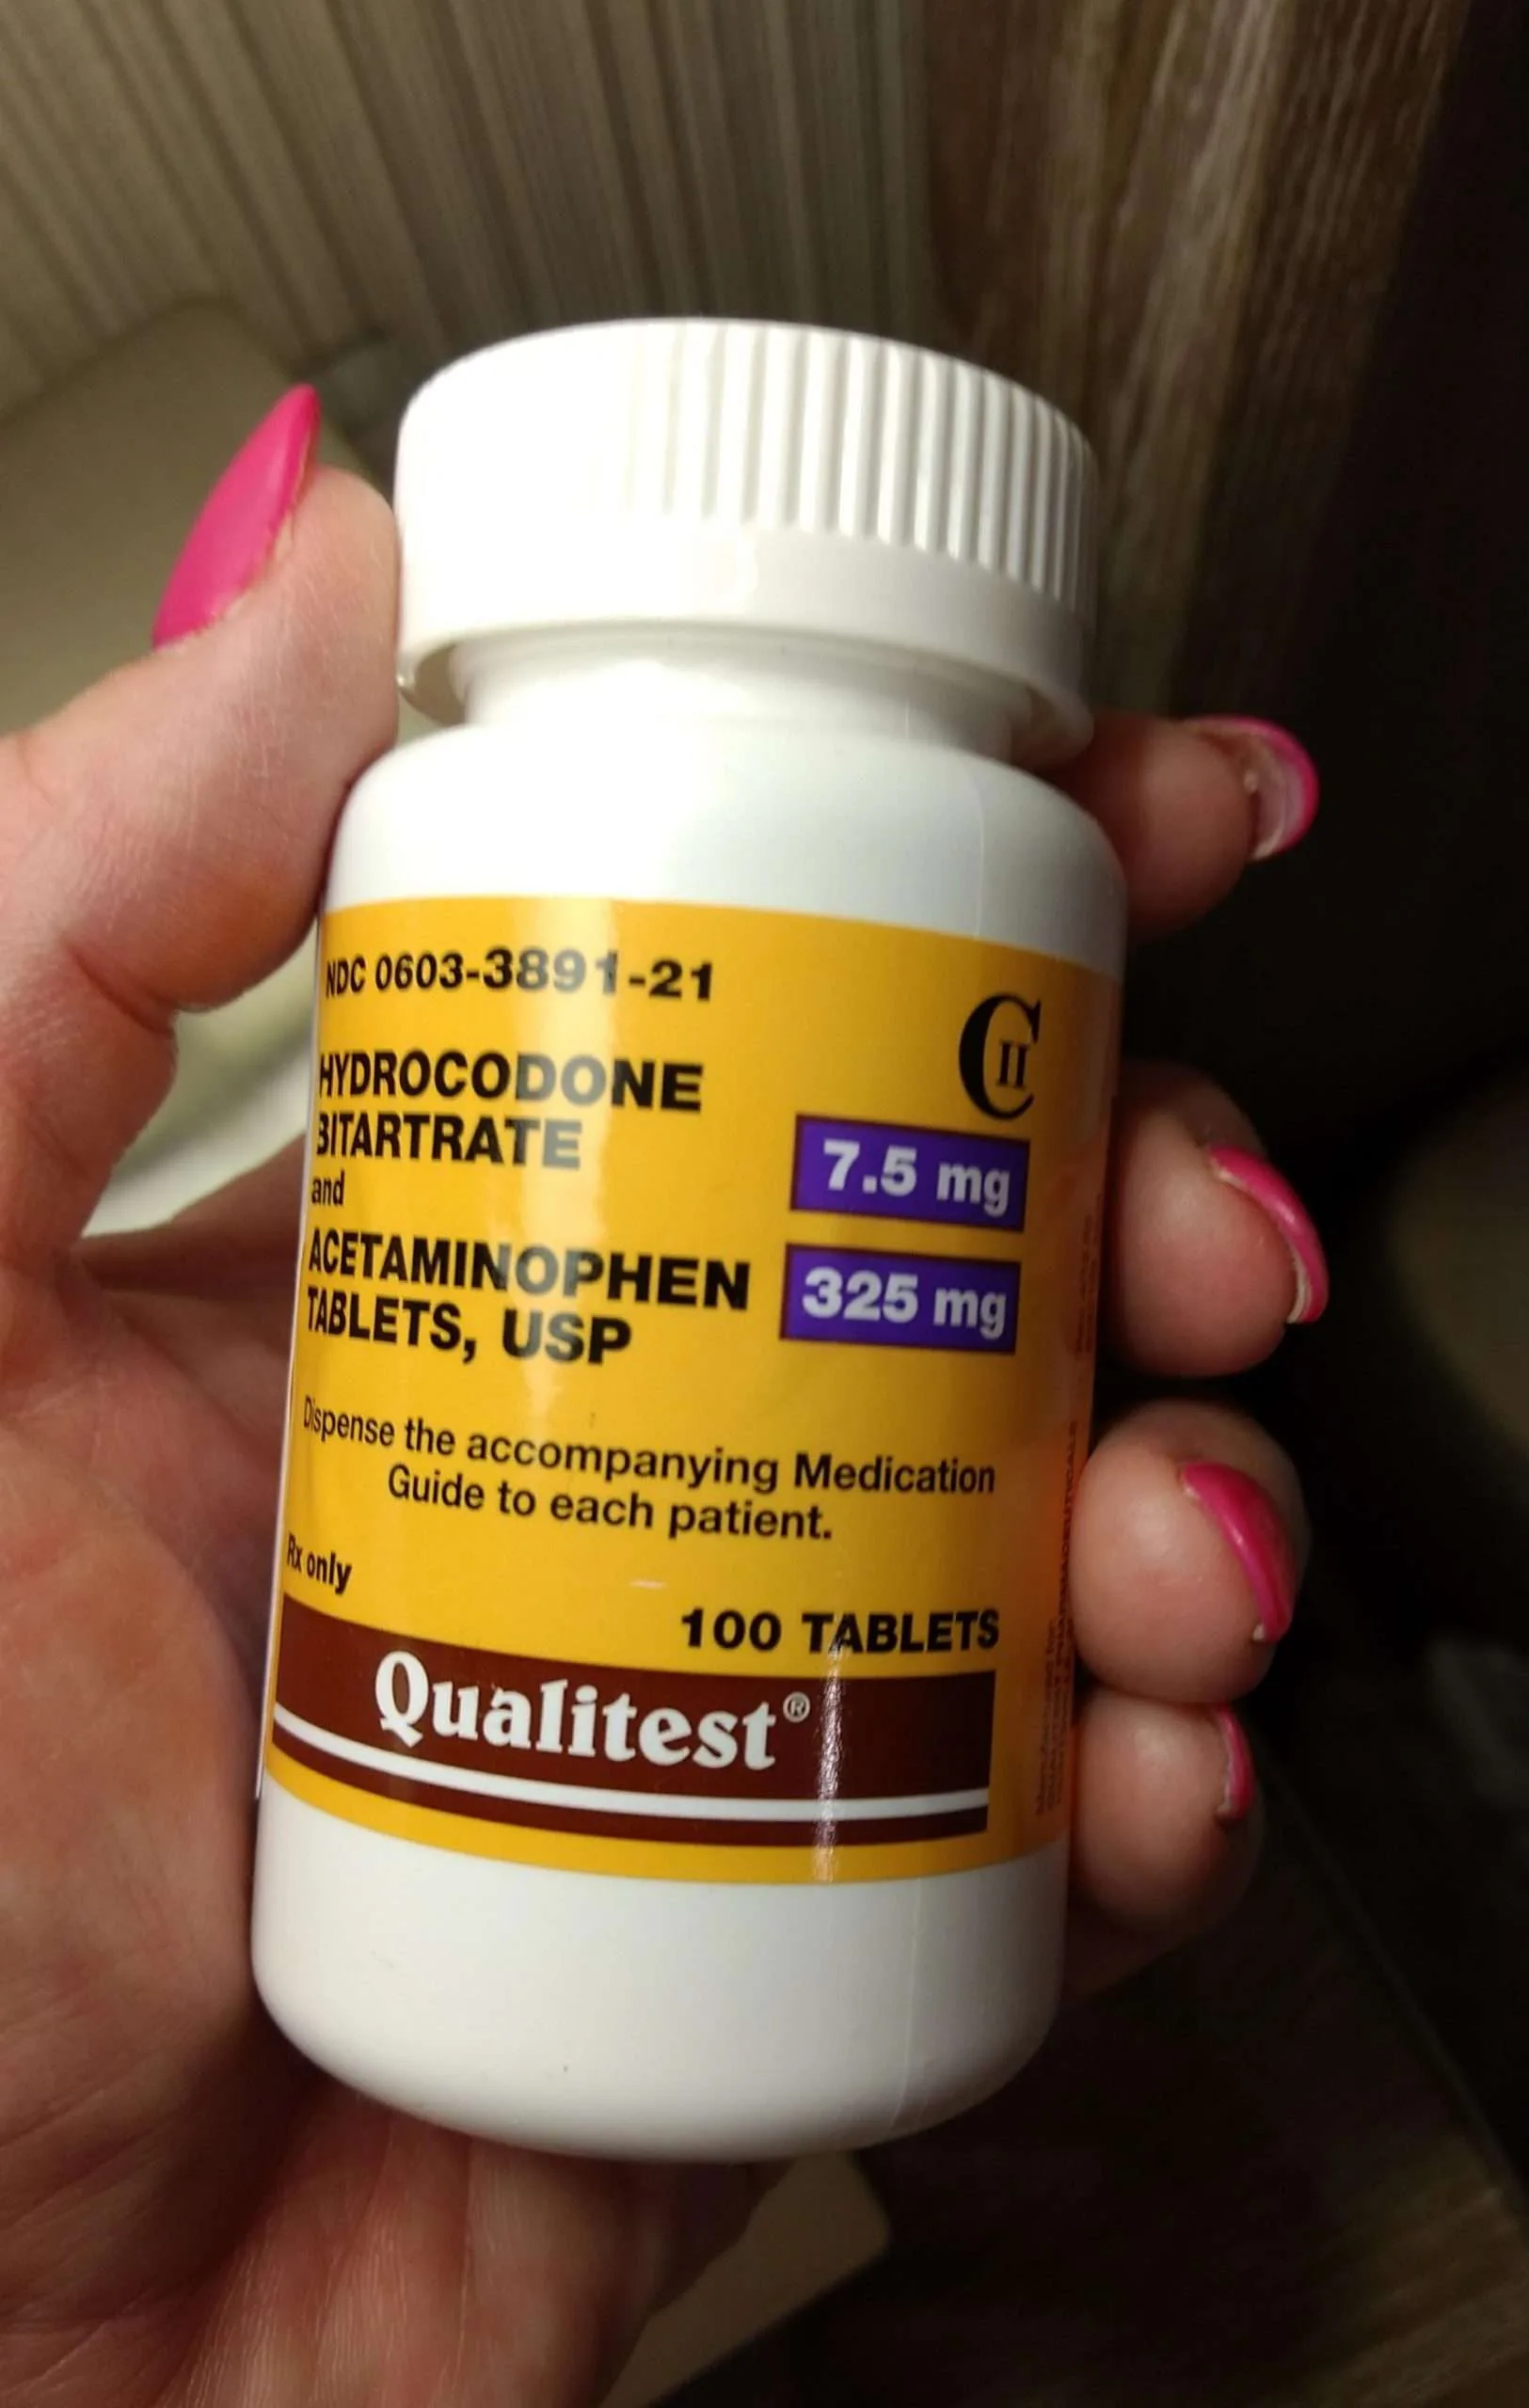 NDC 0603-3891-21
CII
HYDROCODONE
BITARTRATE
7.5 mg
and
ACETAMINOPHEN
TABLETS, USP
325 mg
Dispense the accompanying Medication
Guide to each patient.
Rx only
100 TABLETS
Qualitest®